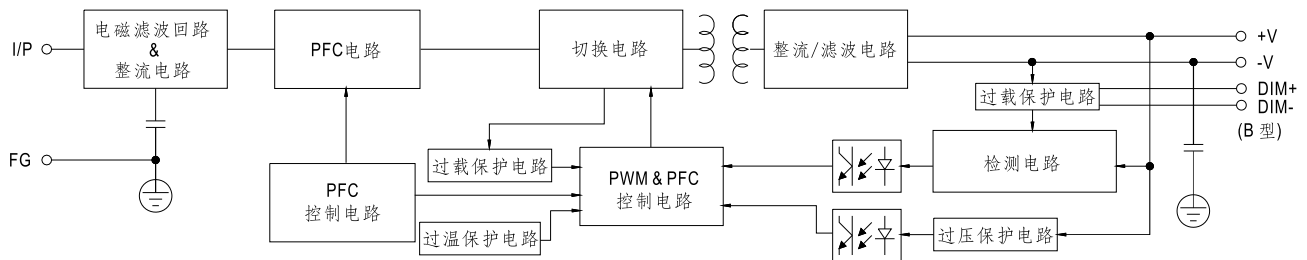 I/P
电磁滤波回路
&
整流电路
PFC电路
切换电路
整流/滤波电路
+V
-V
过载保护电路
DIM+
DIM-
(B 型)
FG
过载保护电路
检测电路
PFC
控制电路
PWM & PFC
控制电路
过温保护电路
过压保护电路